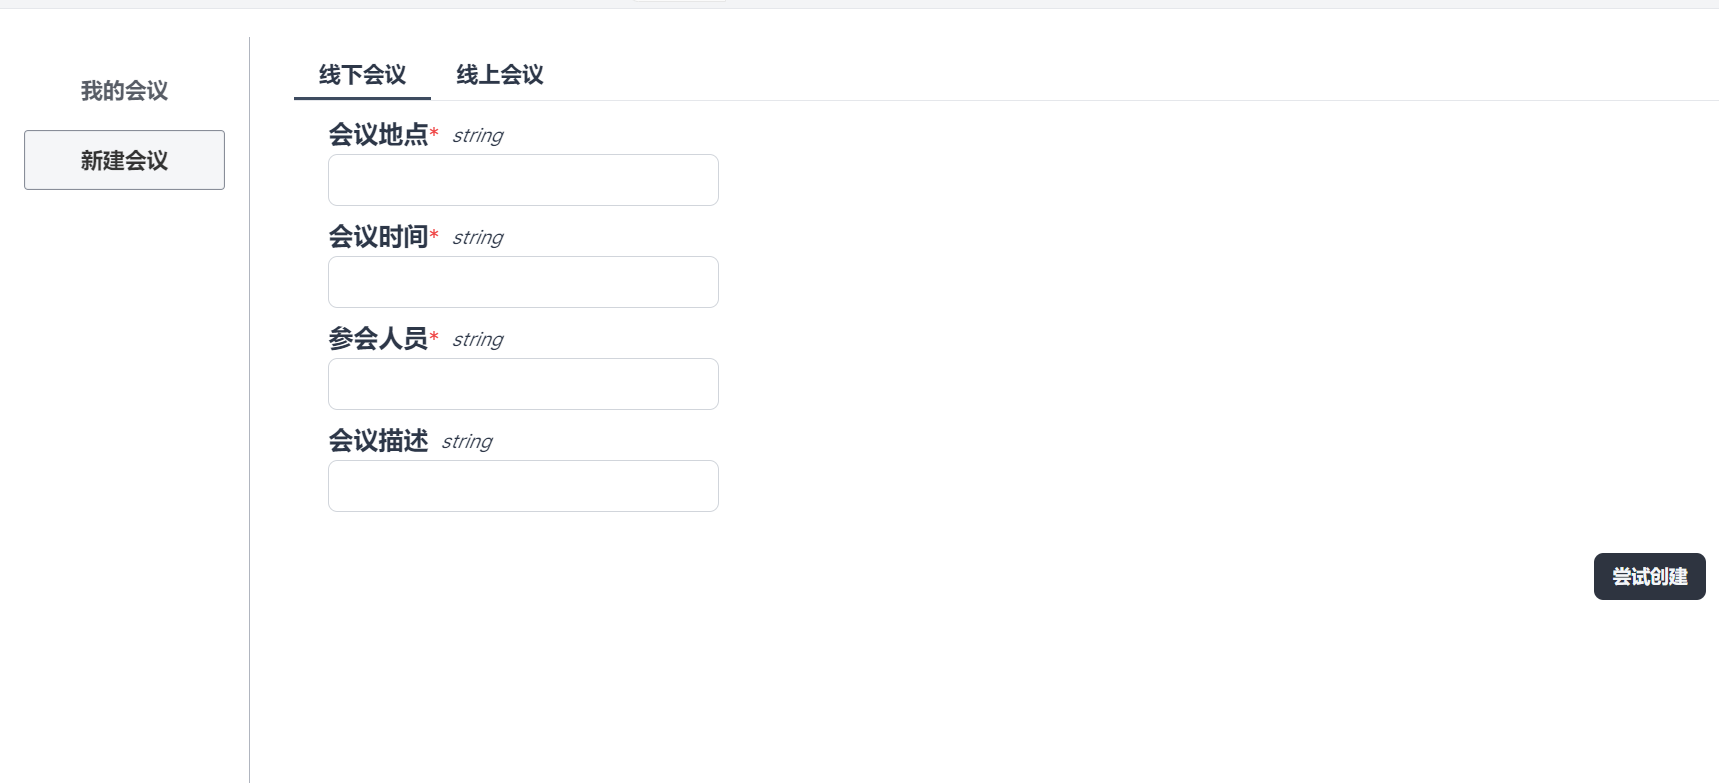 我的会议
新建会议
线下会议 线上会议
会议地点* string
会议时间* string
参会人员* string
会议描述 string
尝试创建